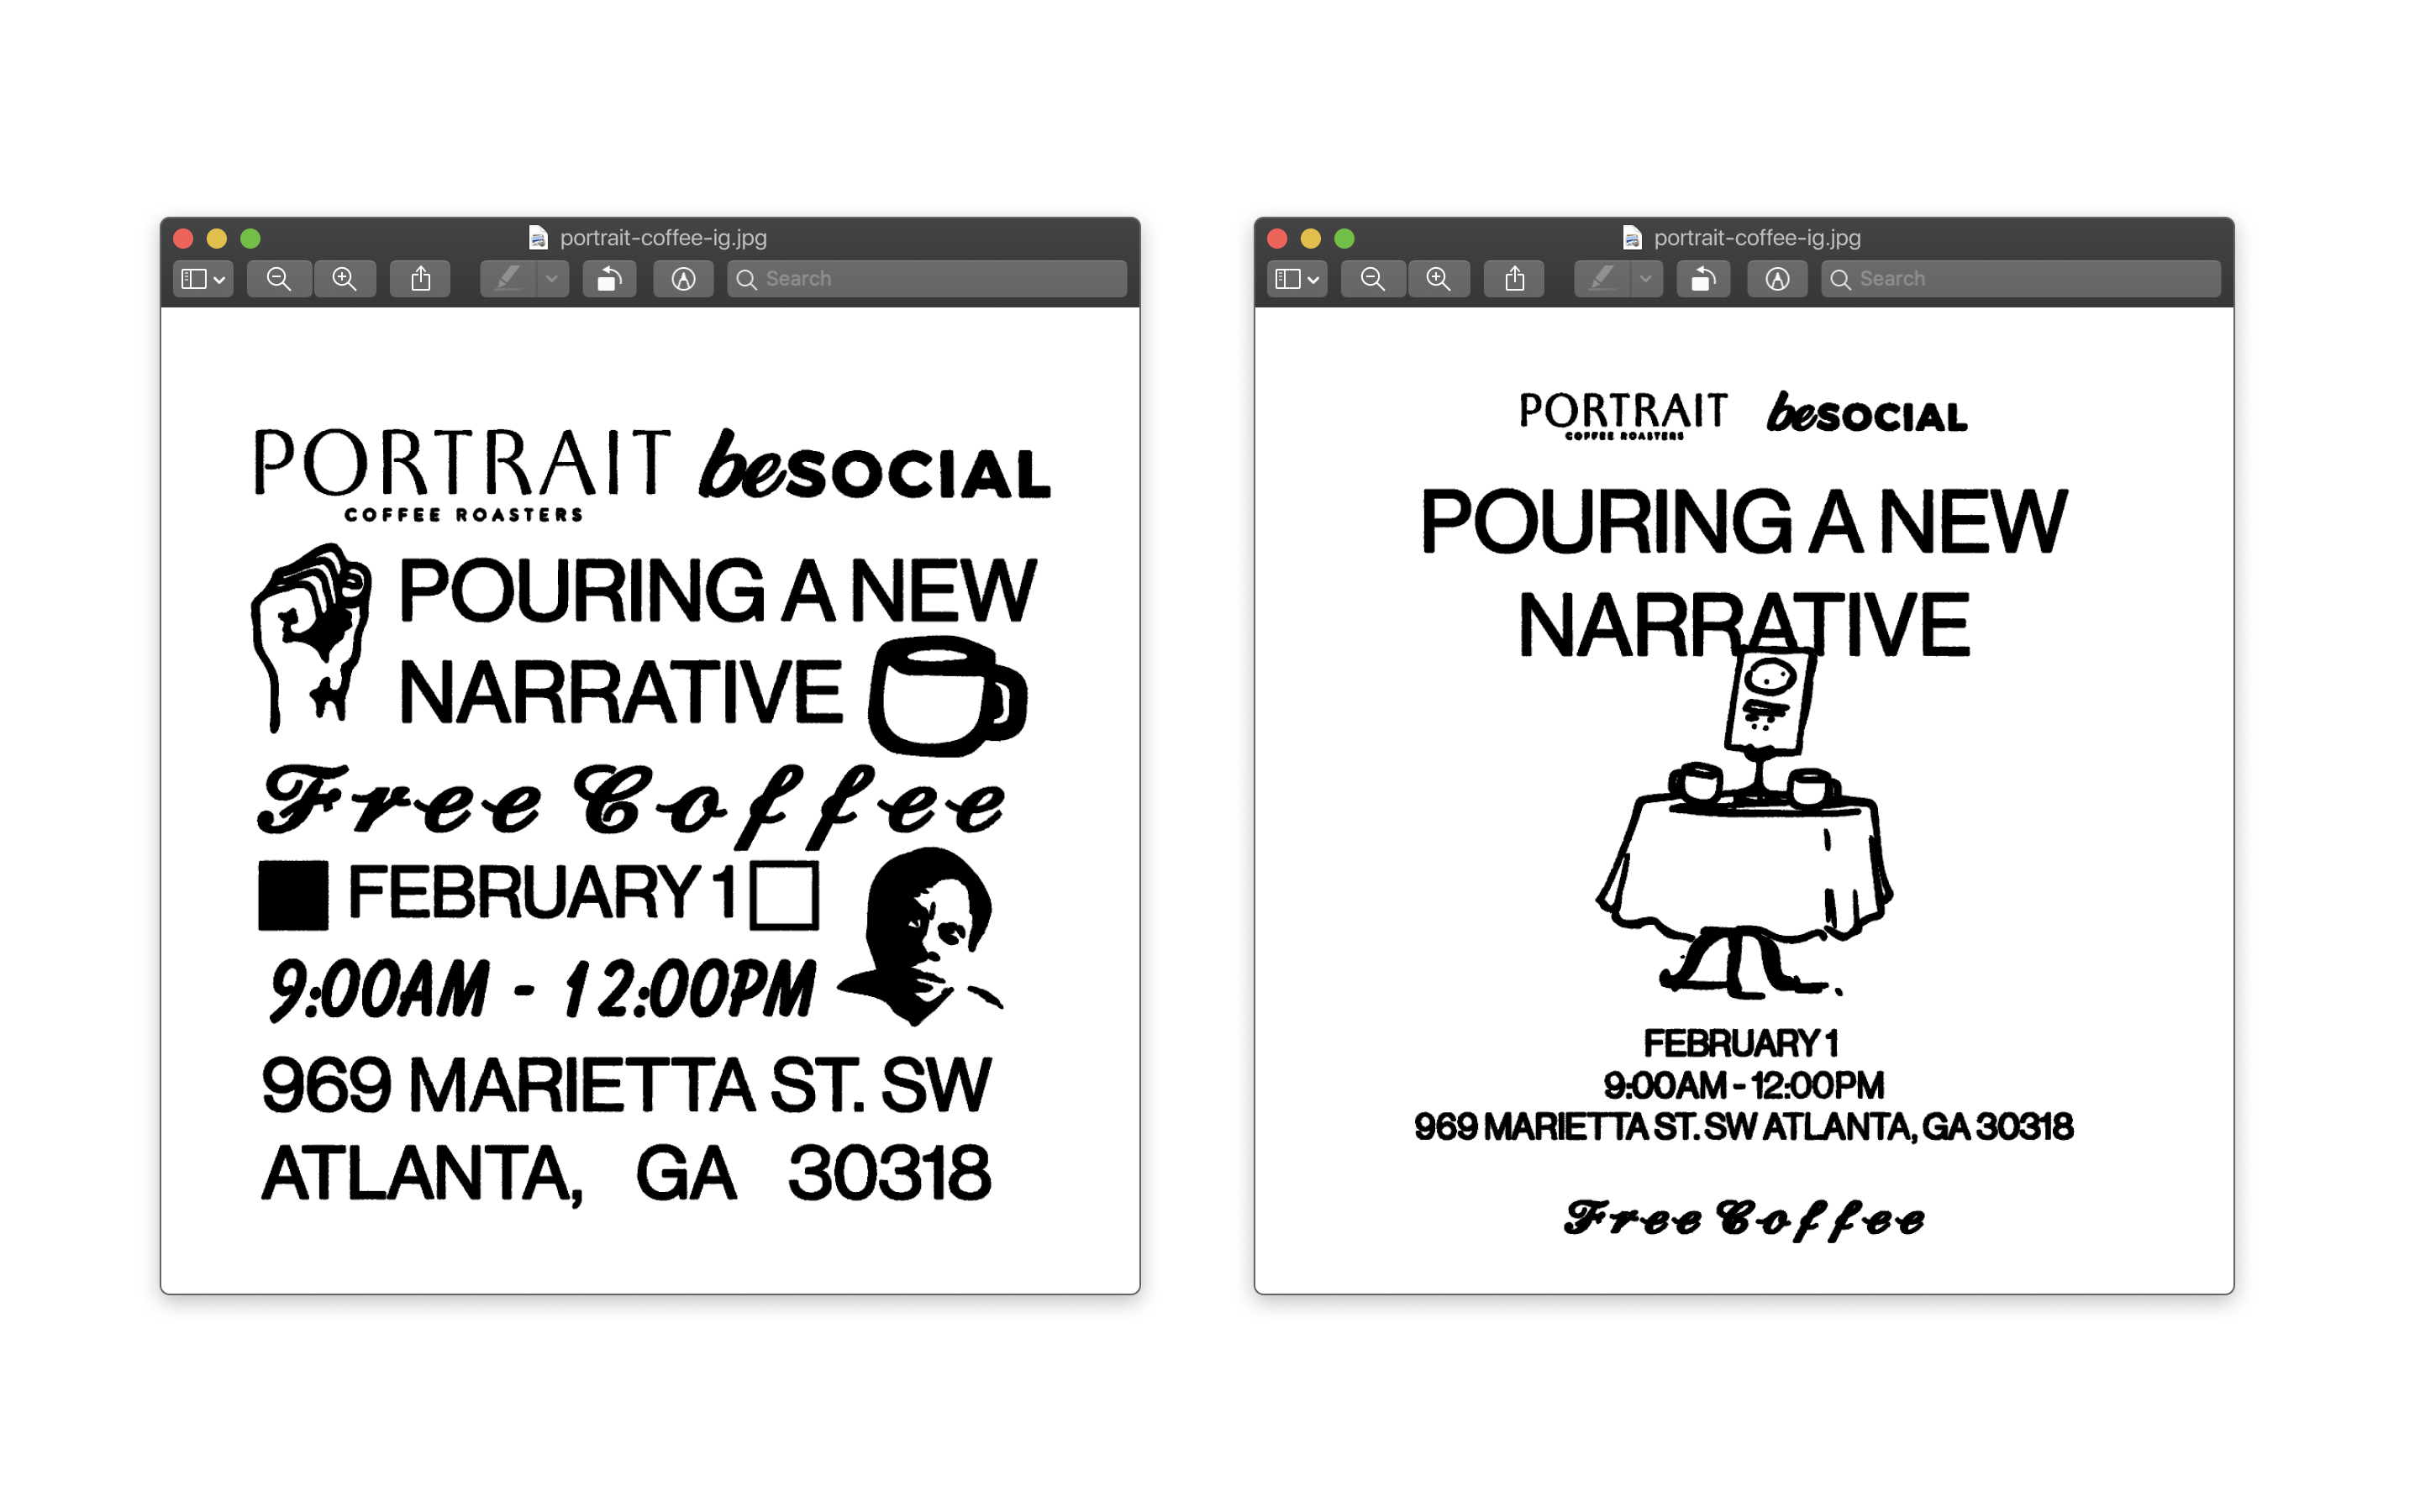 portrait-coffee-ig.jpg
Search
PORTRAIT beSOCIAL
COFFEE ROASTERS
POURING A NEW
NARRATIVE
Free Coffee
FEBRUARY 1
9:00AM - 12:00PM
969 MARIETTA ST. SW
ATLANTA, GA 30318
portrait-coffee-ig.jpg
Search
PORTRAIT beSOCIAL
COFFEE ROASTERS
POURING A NEW
NARRATIVE
FEBRUARY 1
9:00AM - 12:00PM
969 MARIETTA ST. SW ATLANTA, GA 30318
Free Coffee